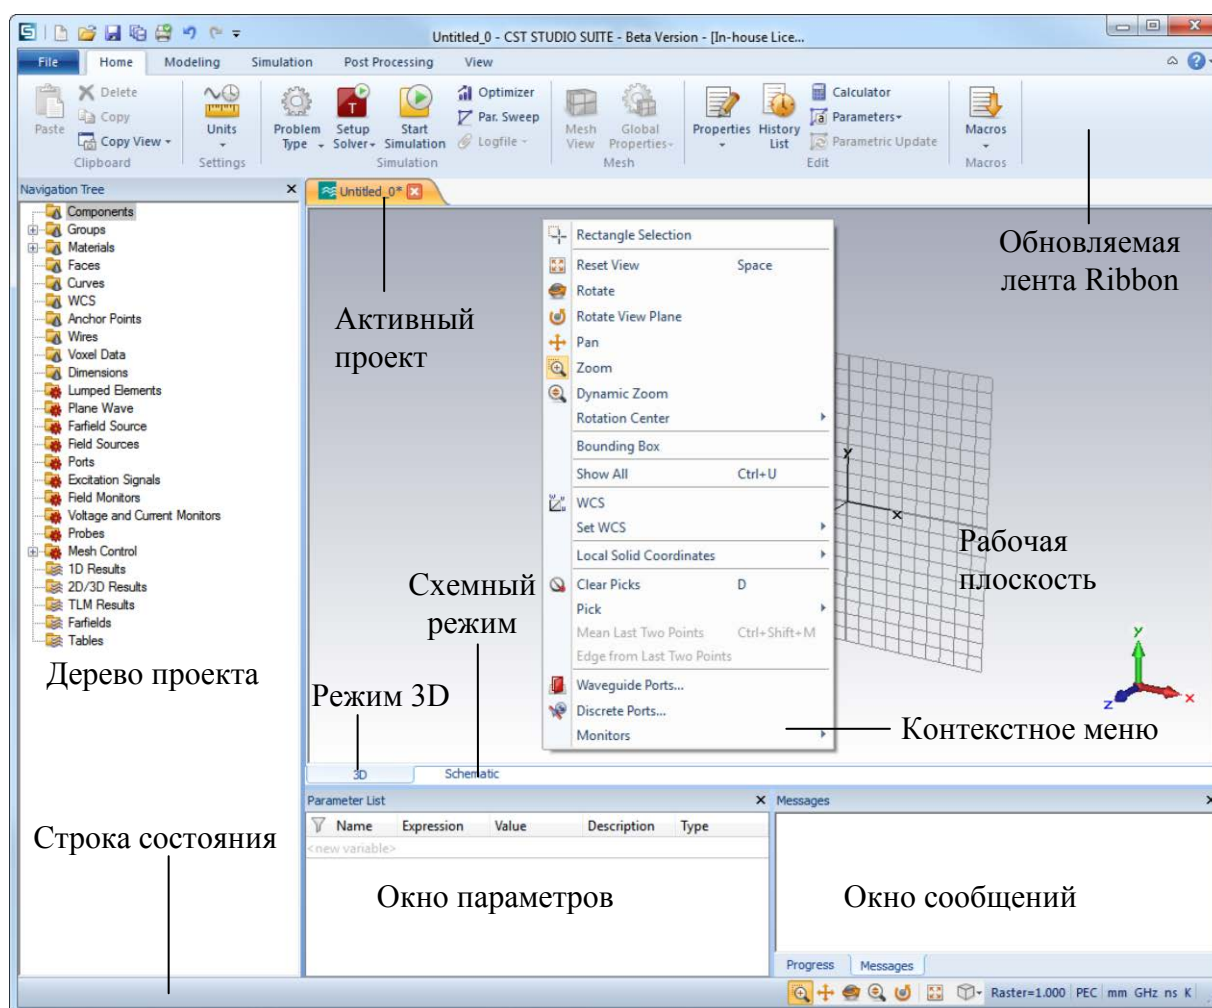 Untitled_0 - CST STUDIO SUITE - Beta Version - [In-house Lice...
File Home Modeling Simulation Post Processing View
Paste
Delete
Copy
Copy View
Clipboard
Units
Settings
Problem Type
Setup Solver
Start Simulation
Optimizer
Par. Sweep
Logfile
Simulation
Mesh View
Global Properties
Mesh
Properties
History List
Calculator
Parameters
Parametric Update
Edit
Macros
Macros
Navigation Tree
Components
Groups
Materials
Faces
Curves
WCS
Anchor Points
Wires
Voxel Data
Dimensions
Lumped Elements
Plane Wave
Farfield Source
Field Sources
Ports
Excitation Signals
Field Monitors
Voltage and Current Monitors
Probes
Mesh Control
1D Results
2D/3D Results
TLM Results
Farfields
Tables
Дерево проекта
Строка состояния
Untitled_0*
Активный
проект
Обновляемая
лента Ribbon
Rectangle Selection
Reset View Space
Rotate
Rotate View Plane
Pan
Zoom
Dynamic Zoom
Rotation Center
Bounding Box
Show All Ctrl+U
WCS
Set WCS
Local Solid Coordinates
Clear Picks D
Pick
Mean Last Two Points Ctrl+Shift+M
Edge from Last Two Points
Waveguide Ports...
Discrete Ports...
Monitors
y
x
Рабочая
плоскость
Схемный
режим
Режим 3D
Контекстное меню
y
z
x
3D Schematic
Parameter List
Name Expression Value Description Type
<new variable>
Окно параметров
Messages
Окно сообщений
Progress Messages
Raster=1.000 PEC mm GHz ns K